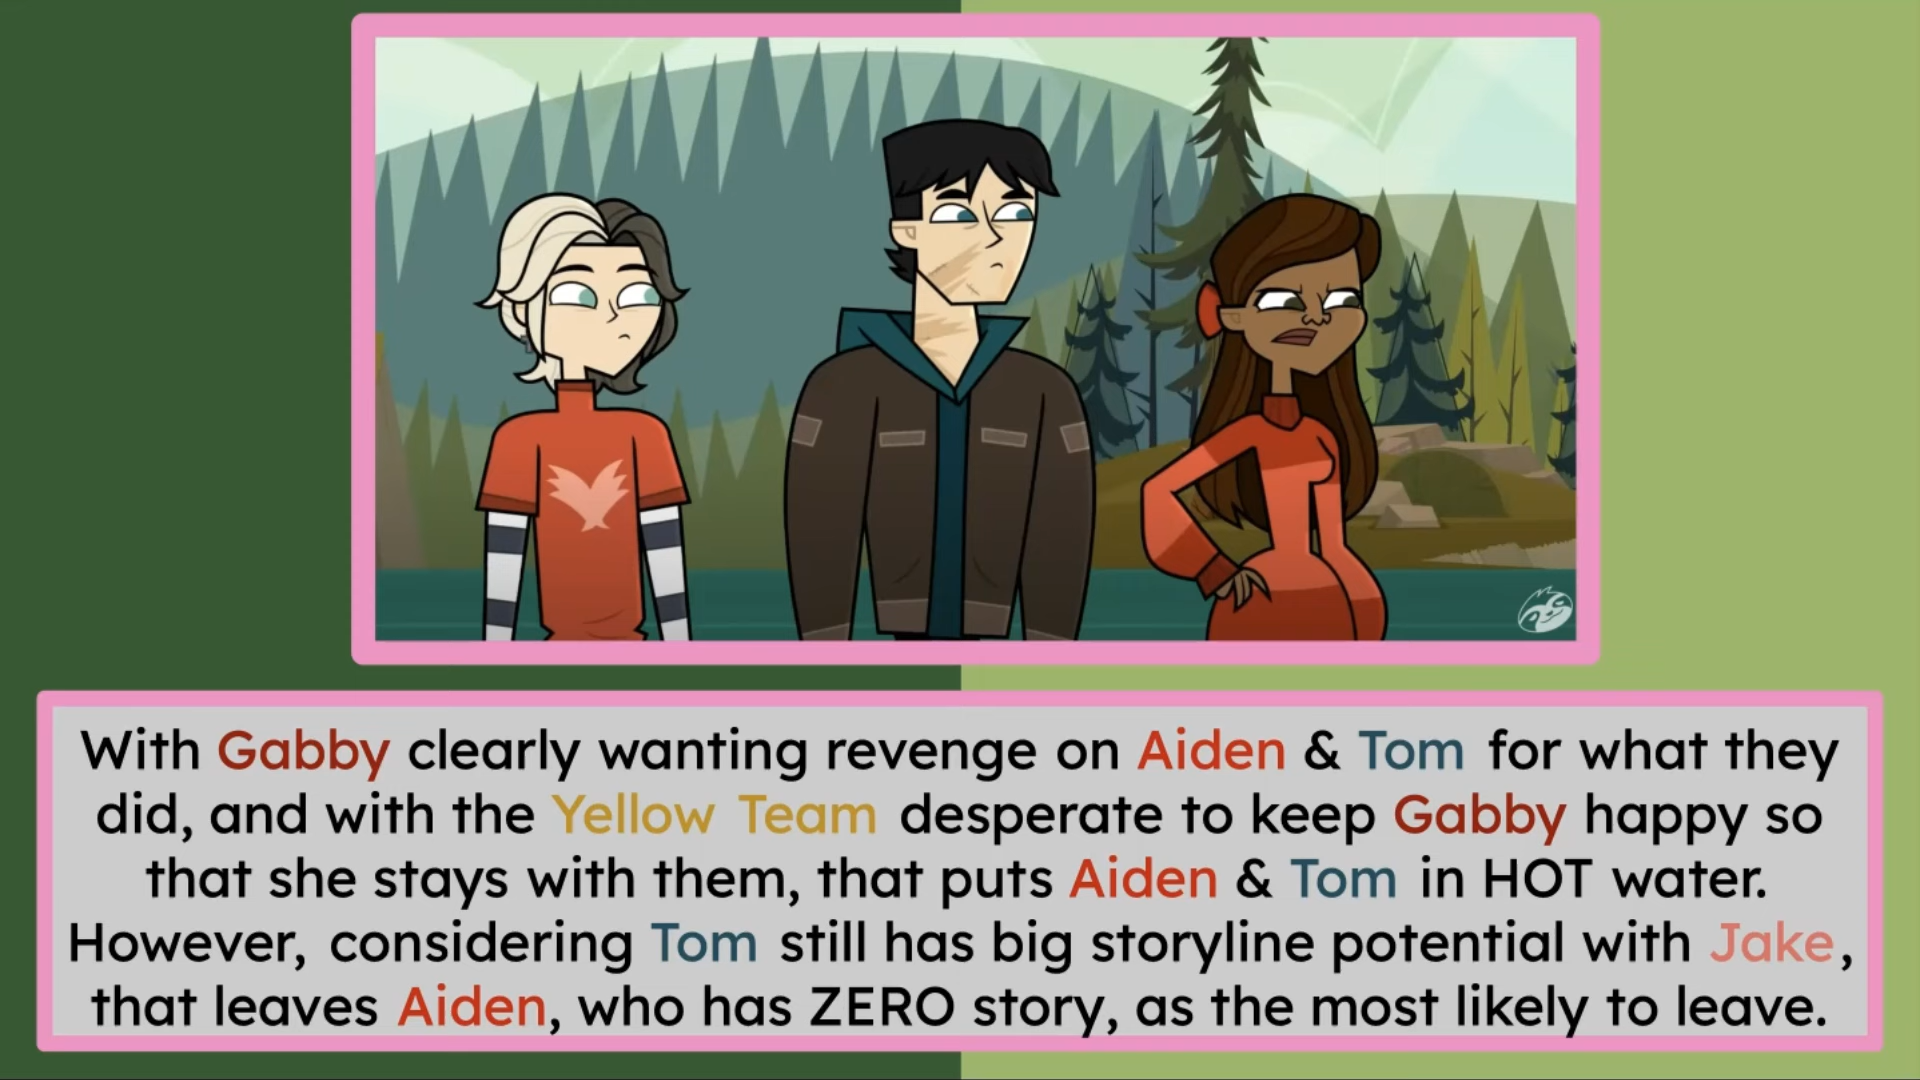 With Gabby clearly wanting revenge on Aiden & Tom for what they
did, and with the Yellow Team desperate to keep Gabby happy so
that she stays with them, that puts Aiden & Tom in HOT water.
However, considering Tom still has big storyline potential with Jake,
that leaves Aiden, who has ZERO story, as the most likely to leave.